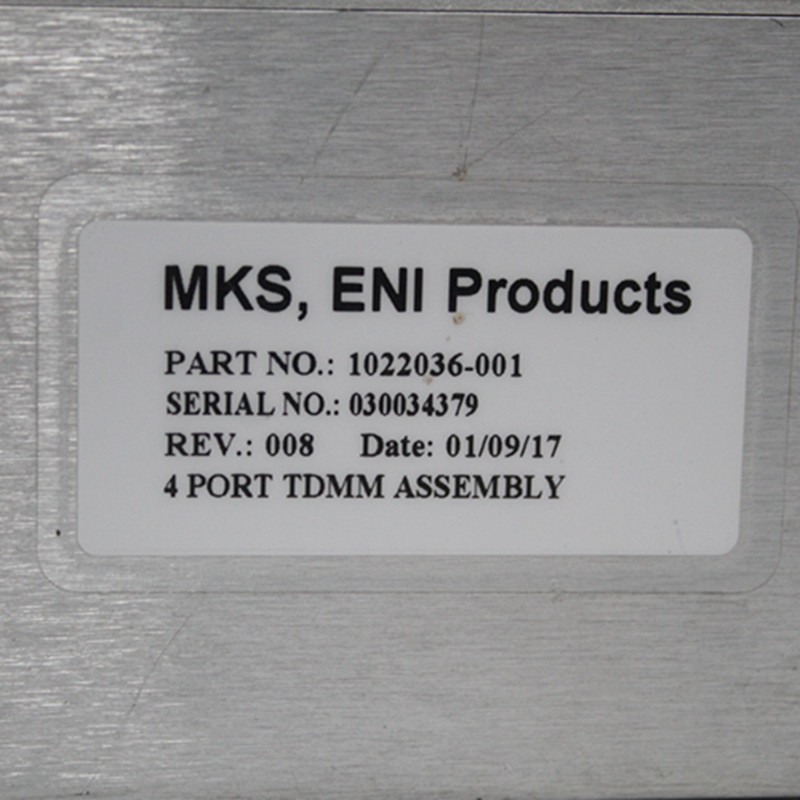 MKS, ENI Products
PART NO.: 1022036-001
SERIAL NO.: 030034379
REV.: 008 Date: 01/09/17
4 PORT TDMM ASSEMBLY